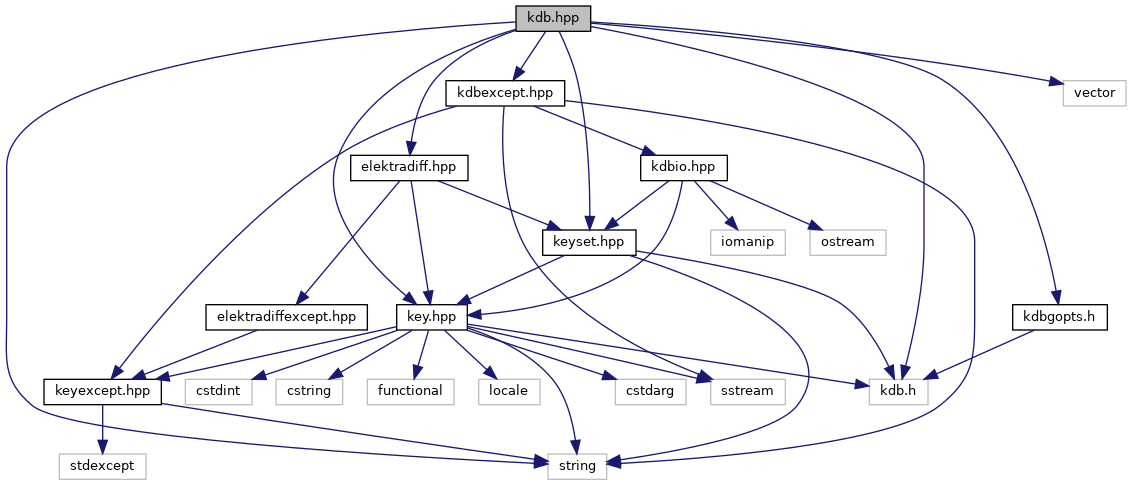 kdb.hpp
kdbexcept.hpp
vector
elektradiff.hpp
kdbio.hpp
keyset.hpp
iomanip
ostream
elektradiffexcept.hpp
key.hpp
kdbgopts.h
keyexcept.hpp
cstdint
cstring
functional
locale
cstdarg
sstream
kdb.h
stdexcept
string